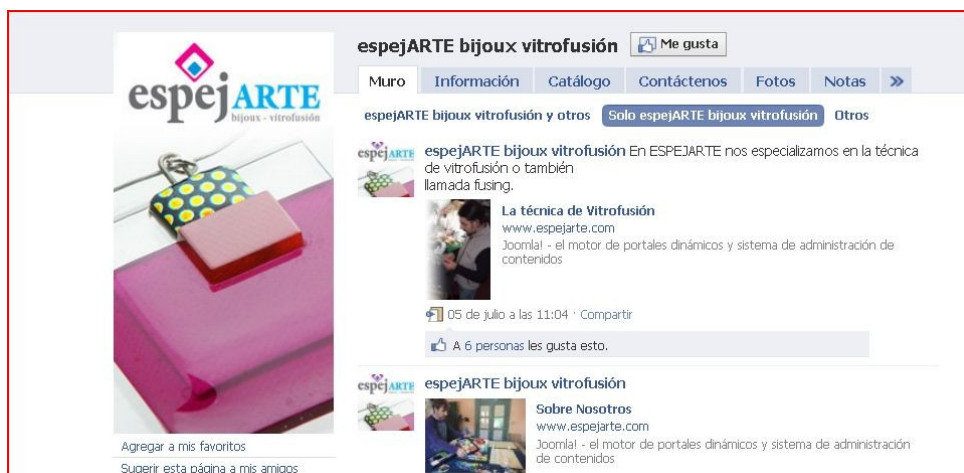 espejARTE
bijoux - vitrofusión
Agregar a mis favoritos
Sugerir esta página a mis amigos
espejARTE bijoux vitrofusión Me gusta
Muro Información Catálogo Contáctenos Fotos Notas »
espejARTE bijoux vitrofusión y otros Solo espejARTE bijoux vitrofusión Otros
espejARTE
espejARTE bijoux vitrofusión En ESPEJARTE nos especializamos en la técnica
de vitrofusión o también
llamada fusing.
La técnica de Vitrofusión
www.espejarte.com
Joomla! - el motor de portales dinámicos y sistema de administración de
contenidos
05 de julio a las 11:04 · Compartir
A 6 personas les gusta esto.
espejARTE
espejARTE bijoux vitrofusión
Sobre Nosotros
www.espejarte.com
Joomla! - el motor de portales dinámicos y sistema de administración
de contenidos